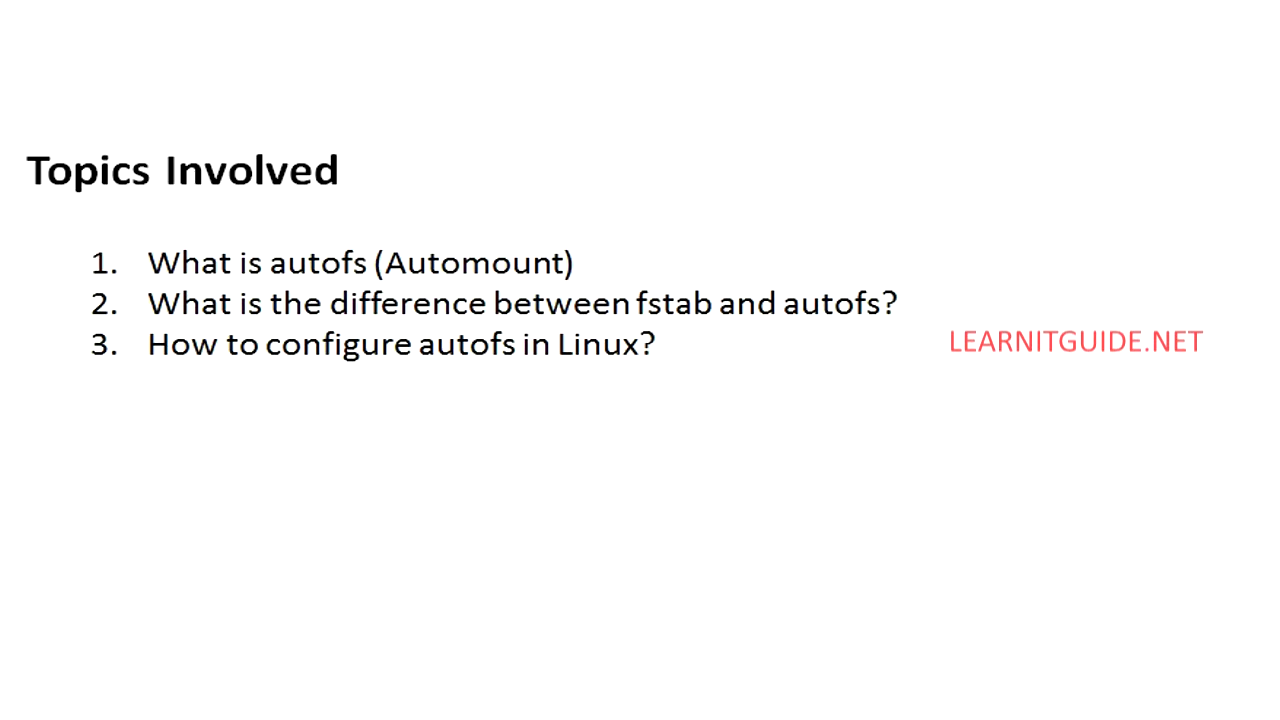 Topics Involved
1. What is autofs (Automount)
2. What is the difference between fstab and autofs?
3. How to configure autofs in Linux?
LEARNITGUIDE.NET